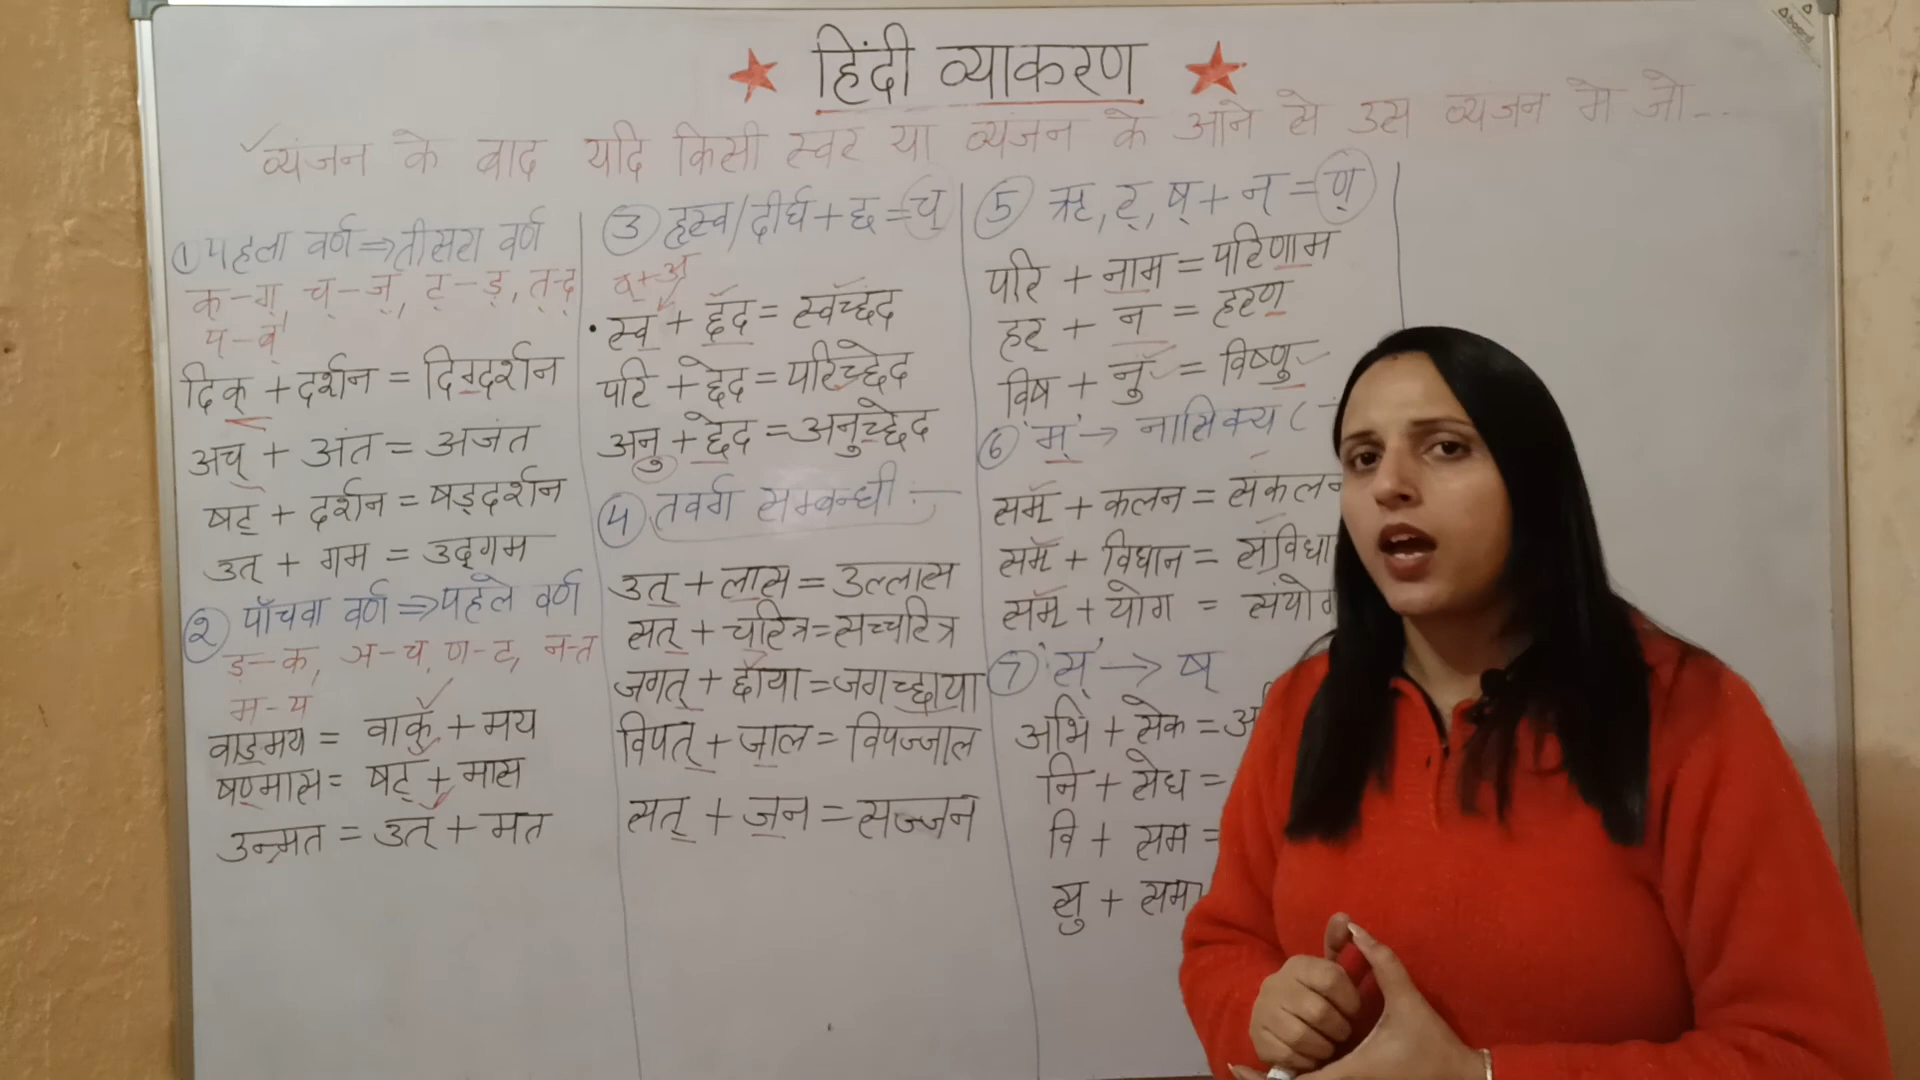 हिंदी व्याकरण
व्यंजन के बाद यदि किसी स्वर या व्यंजन के आने से उस व्यजन मे जो---
① पहला वर्ण ⇒ तीसरा वर्ण
क्-ग्, च्-ज्, ट्-ड्, त्-द्
प्-ब्
दिक् + दर्शन = दिग्दर्शन
अच् + अंत = अजंत
षट् + दर्शन = षड्दर्शन
उत् + गम = उद्गम
② पाँचवा वर्ण ⇒ पहले वर्ण
ङ-क, ञ-च, ण-ट, न-त
म-प
वाङ्मय = वाक् + मय
षण्मास = षट् + मास
उन्मत = उत् + मत
③ हृस्व/दीर्घ + छ = च्
व्+अ
स्व + छंद = स्वच्छंद
परि + छेद = परिच्छेद
अनु + छेद = अनुच्छेद
④ तवर्ग सम्बन्धी :—
उत् + लास = उल्लास
सत् + चरित्र = सच्चरित्र
जगत् + छाया = जगच्छाया
विपत् + जाल = विपज्जाल
सत् + जन = सज्जन
⑤ ऋ, र्, ष् + न् = ण्
परि + नाम = परिणाम
हर् + न = हरण
विष + नु = विष्णु
⑥ 'म्' → नासिक्य (
सम् + कलन = संकलन
सम् + विधान = संविधा
सम् + योग = संयोग
⑦ 'स्' → ष्
अभि + सेक = अ
नि + सेध =
वि + सम =
सु + समा